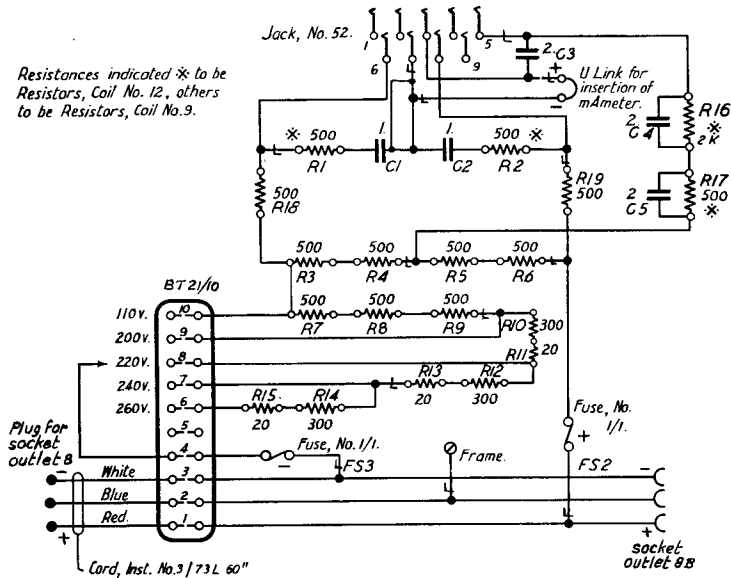 Jack, No. 52.
1
5
6
9
2. C3
+
U Link for
insertion of
mAmeter.
-
Resistances indicated ※ to be
Resistors, Coil No. 12, others
to be Resistors, Coil No. 9.
※ 500
R1
1.
C1
1.
C2
500 ※
R2
2
C4
R16
※
2K
2
C5
R17
500
※
500
R18
R19
500
500
R3
500
R4
500
R5
500
R6
BT 21/10
500
R7
500
R8
500
R9
R10
300
R11
20
110V. 10
200V. 9
220V. 8
240V. 7
260V. 6
5
4
3
2
1
R13
20
R12
300
R15
20
R14
300
Fuse, No.
1/1.
+
FS2
Fuse, No. 1/1.
-
FS3
Frame.
Plug for
socket
outlet 8
-
White
Blue
Red.
+
-
+
socket
outlet 8B
Cord, Inst. No. 3/73L 60"